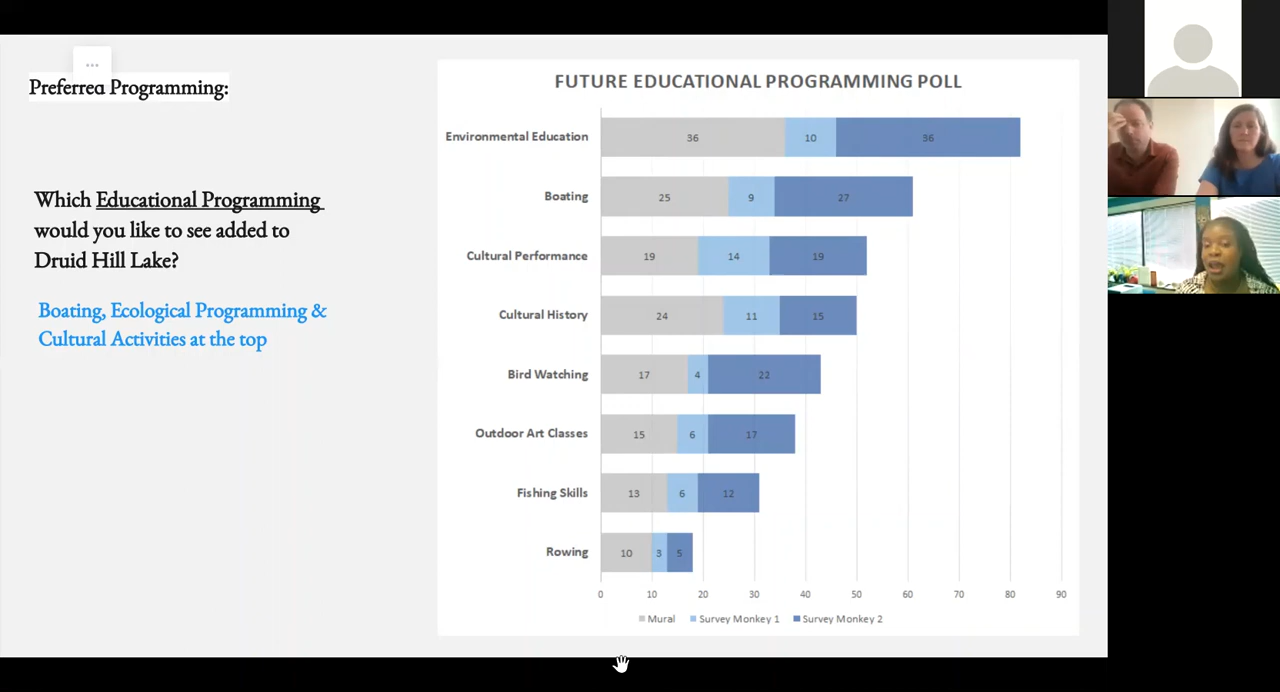 ...
Preferred Programming:
Which Educational Programming
would you like to see added to
Druid Hill Lake?
Boating, Ecological Programming &
Cultural Activities at the top
FUTURE EDUCATIONAL PROGRAMMING POLL
Environmental Education 36 10 36
Boating 25 9 27
Cultural Performance 19 14 19
Cultural History 24 11 15
Bird Watching 17 4 22
Outdoor Art Classes 15 6 17
Fishing Skills 13 6 12
Rowing 10 3 5
0 10 20 30 40 50 60 70 80 90
Mural Survey Monkey 1 Survey Monkey 2